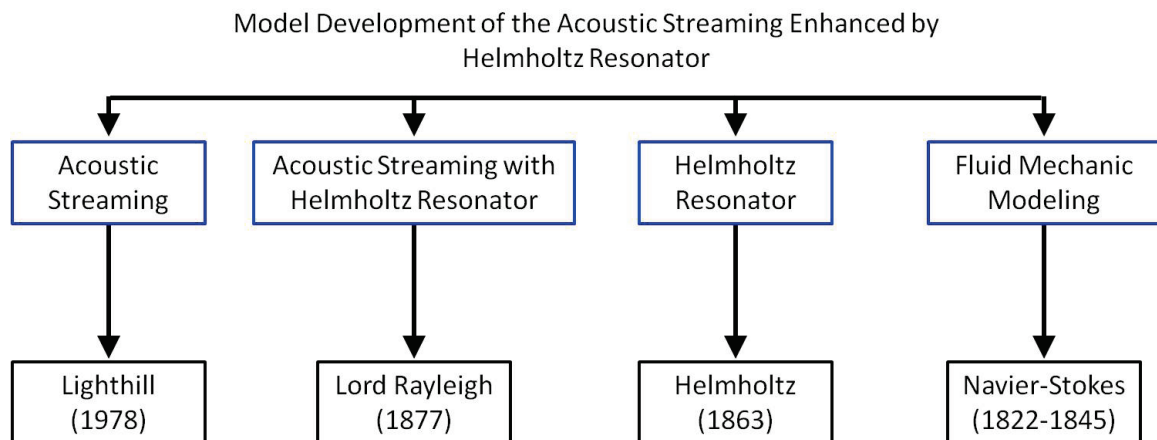 Model Development of the Acoustic Streaming Enhanced by
Helmholtz Resonator
Acoustic
Streaming
Acoustic Streaming with
Helmholtz Resonator
Helmholtz
Resonator
Fluid Mechanic
Modeling
Lighthill
(1978)
Lord Rayleigh
(1877)
Helmholtz
(1863)
Navier-Stokes
(1822-1845)